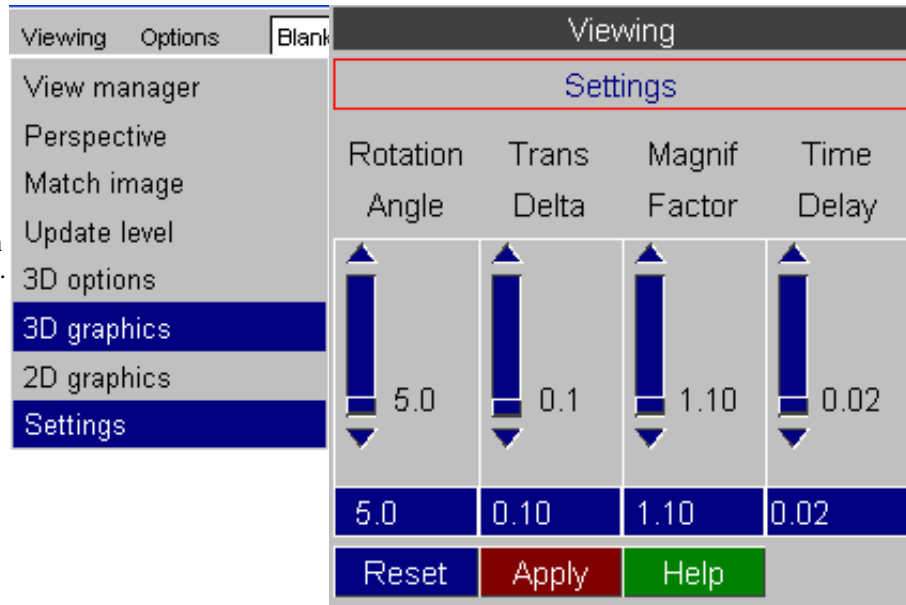 Viewing Options Blank
View manager
Perspective
Match image
Update level
3D options
3D graphics
2D graphics
Settings
Viewing
Settings
Rotation Trans Magnif Time
Angle Delta Factor Delay
5.0 0.1 1.10 0.02
5.0 0.10 1.10 0.02
Reset Apply Help